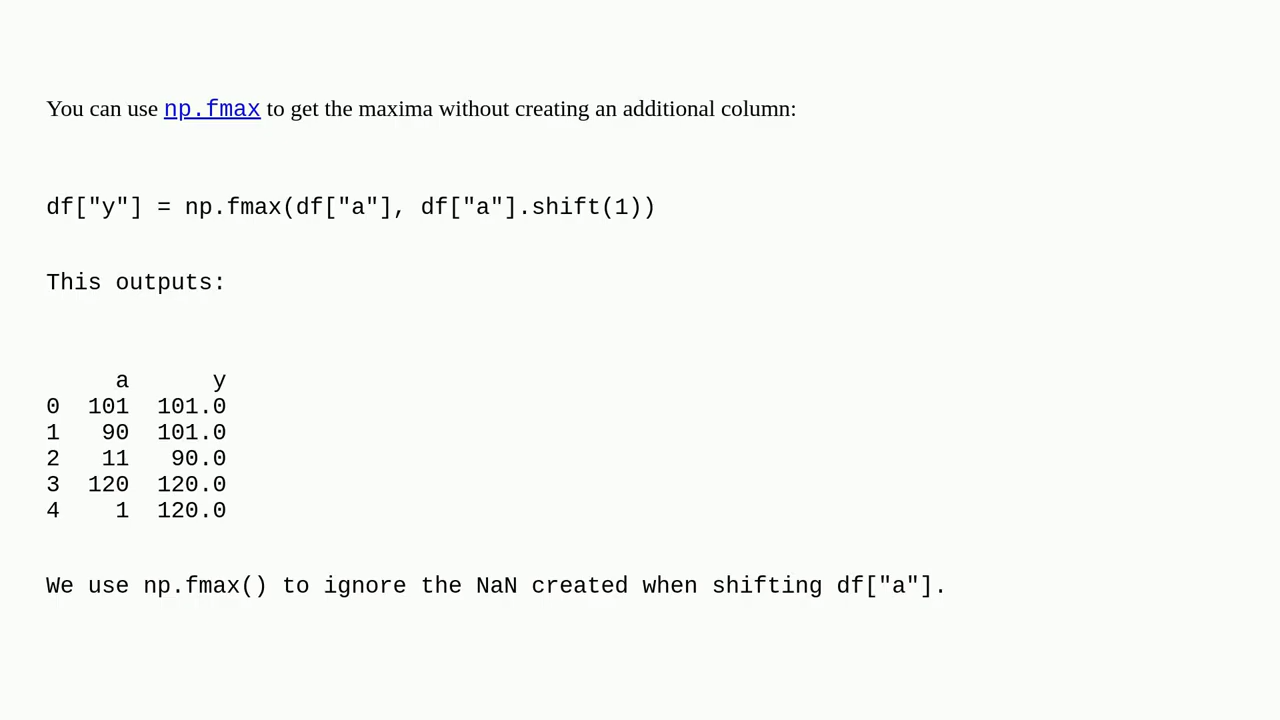 You can use np.fmax to get the maxima without creating an additional column:
df["y"] = np.fmax(df["a"], df["a"].shift(1))
This outputs:
     a      y
0  101  101.0
1   90  101.0
2   11   90.0
3  120  120.0
4    1  120.0
We use np.fmax() to ignore the NaN created when shifting df["a"].